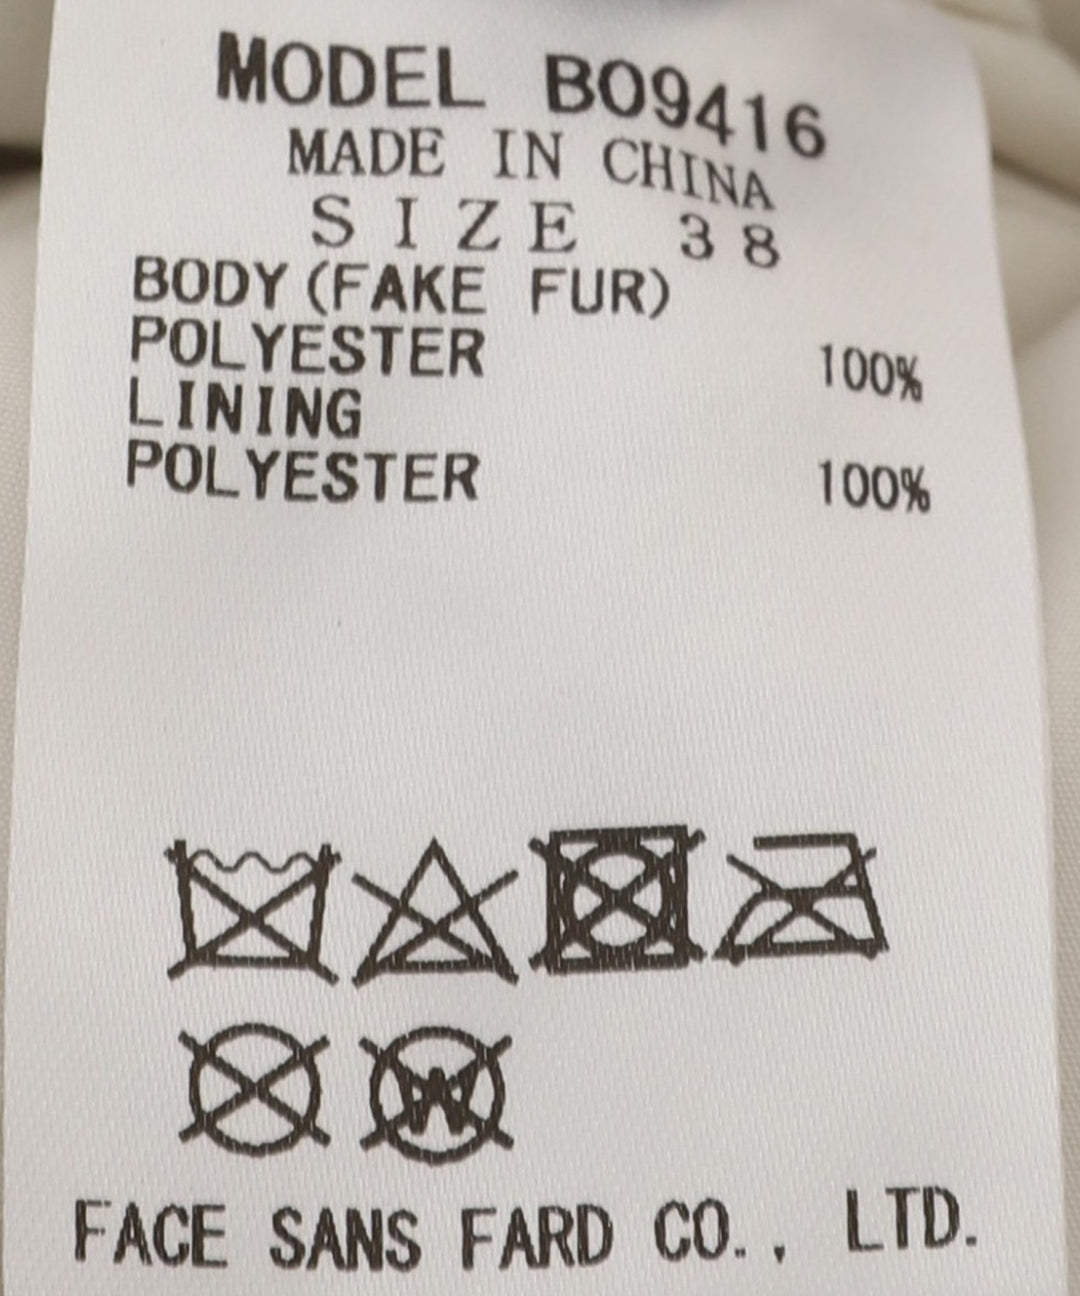 MODEL BO9416
MADE IN CHINA
SIZE 38
BODY(FAKE FUR)
POLYESTER 100%
LINING
POLYESTER 100%
W
FACE SANS FARD CO., LTD.